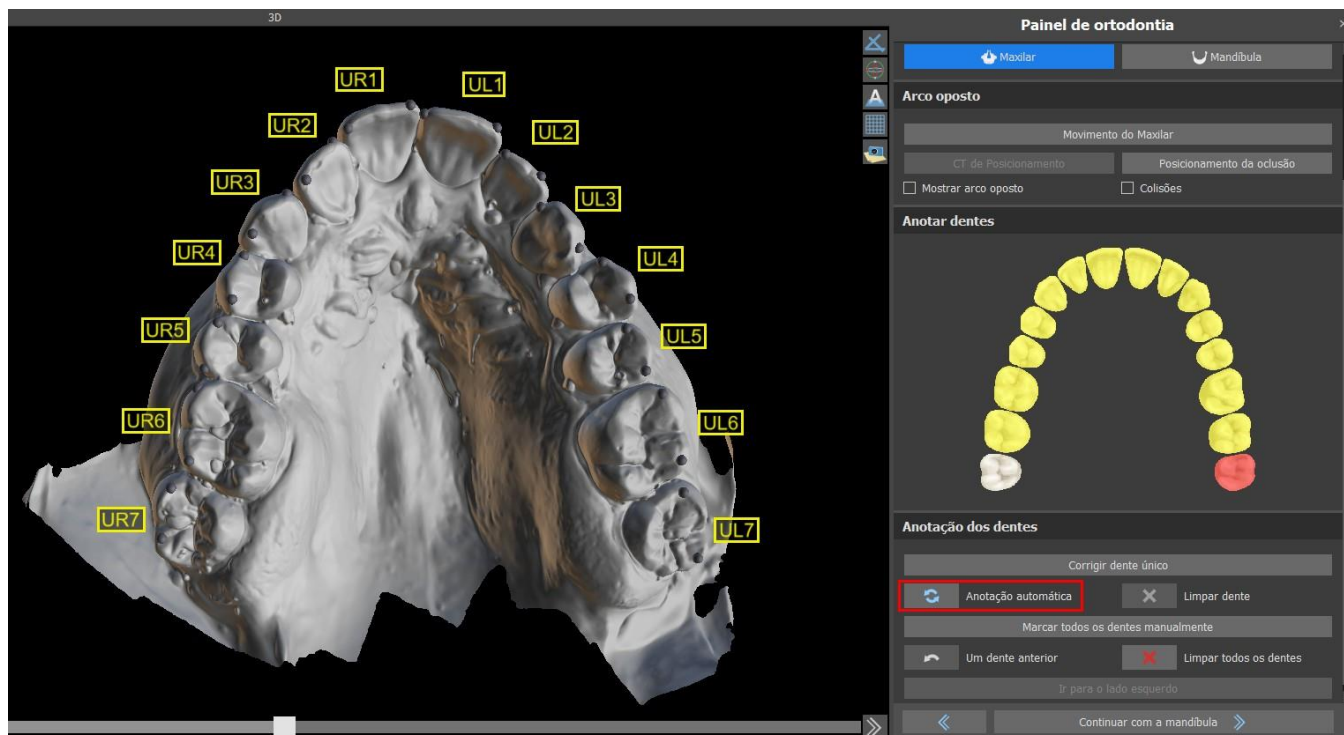 3D
UR1
UL1
UR2
UL2
UR3
UL3
UR4
UL4
UR5
UL5
UR6
UL6
UR7
UL7
Painel de ortodontia
Maxilar
Mandíbula
Arco oposto
Movimento do Maxilar
CT de Posicionamento
Posicionamento da oclusão
Mostrar arco oposto
Colisões
Anotar dentes
Anotação dos dentes
Corrigir dente único
Anotação automática
Limpar dente
Marcar todos os dentes manualmente
Um dente anterior
Limpar todos os dentes
Ir para o lado esquerdo
Continuar com a mandíbula